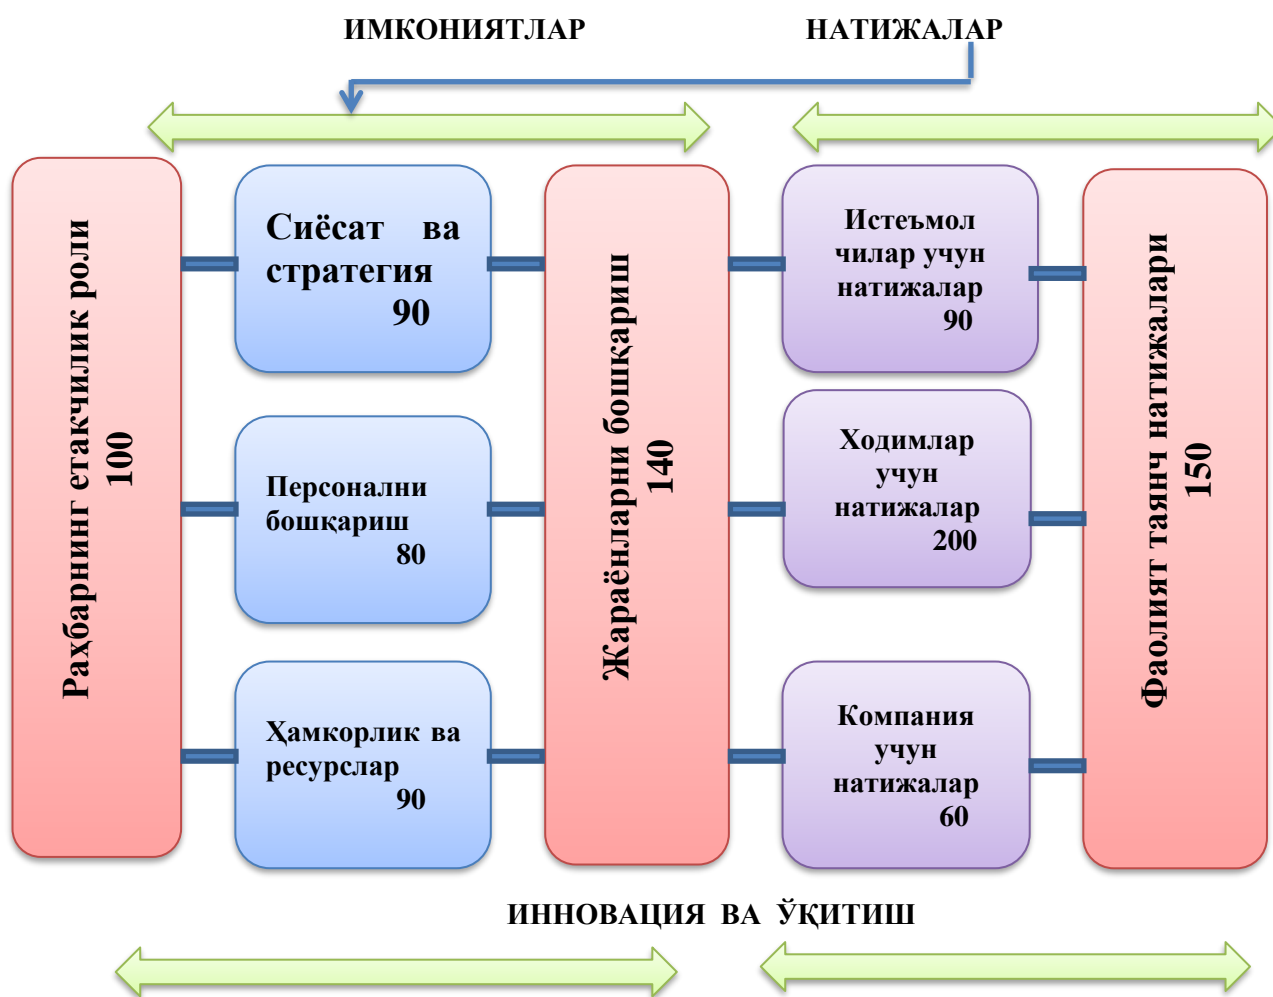 ИМКОНИЯТЛАР
НАТИЖАЛАР
Раҳбарнинг етакчилик роли
100
Сиёсат ва
стратегия
90
Персонални
бошқариш
80
Ҳамкорлик ва
ресурслар
90
Жараёнларни бошқариш
140
Истеъмол
чилар учун
натижалар
90
Ходимлар
учун
натижалар
200
Компания
учун
натижалар
60
Фаолият таянч натижалари
150
ИННОВАЦИЯ ВА ЎҚИТИШ